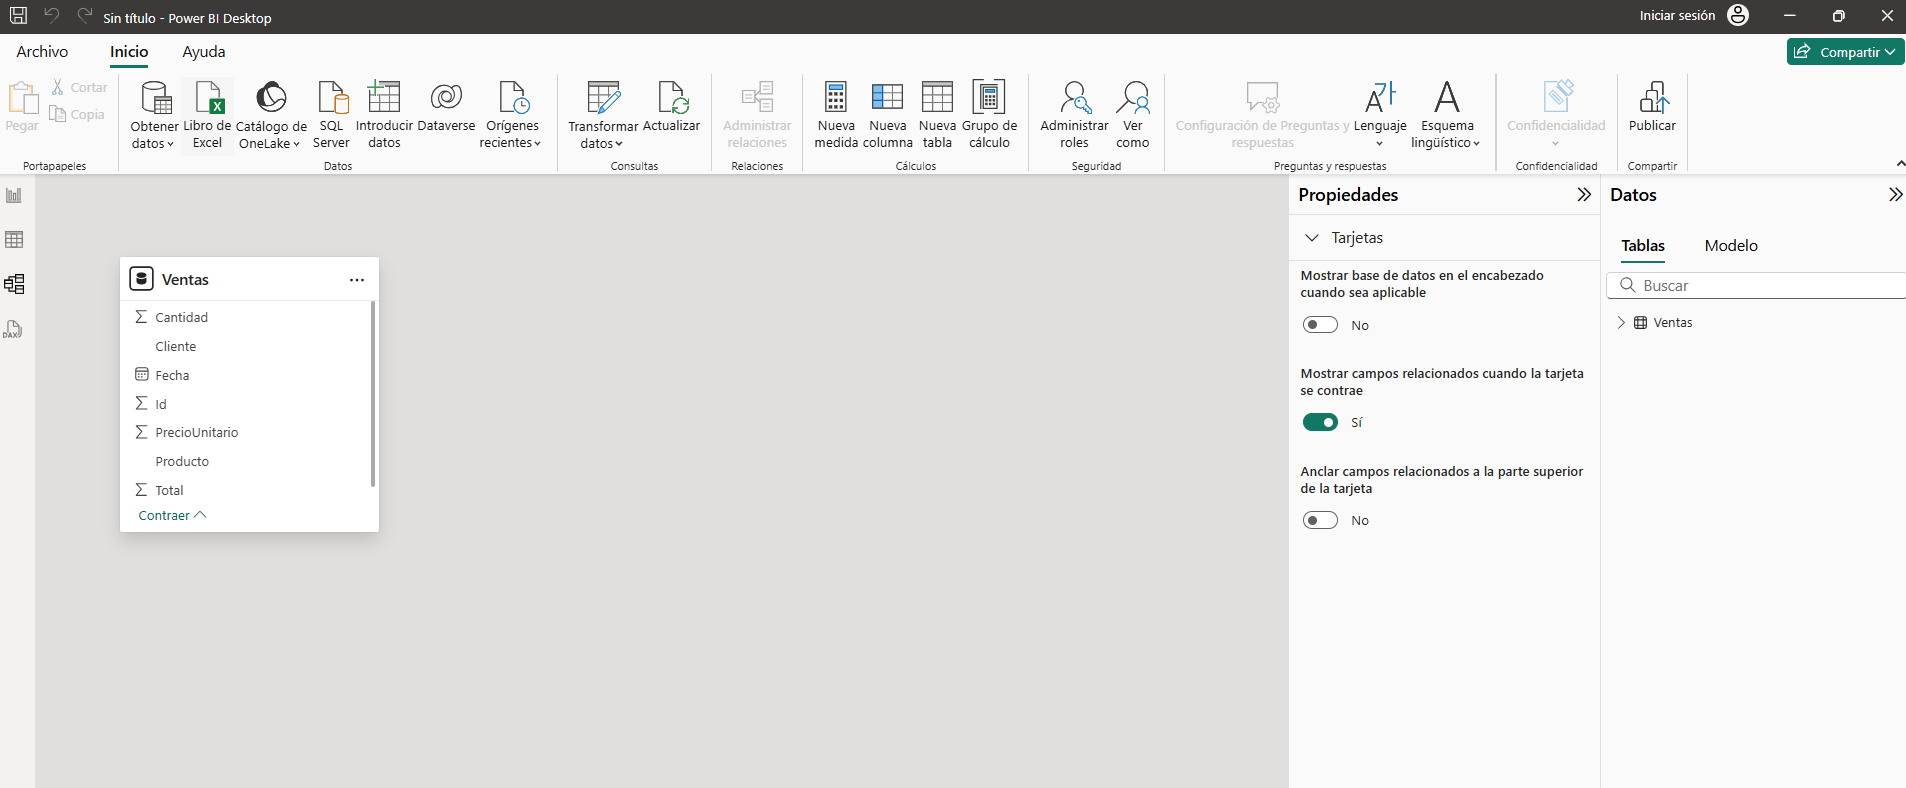 Sin título - Power BI Desktop
Iniciar sesión
Archivo
Inicio
Ayuda
Compartir
Pegar
Cortar
Copia
Portapapeles
Obtener
datos
Libro de
Excel
Catálogo de
OneLake
SQL
Server
Introducir
datos
Dataverse
Orígenes
recientes
Datos
Transformar
datos
Actualizar
Consultas
Administrar
relaciones
Relaciones
Nueva
medida
Nueva
columna
Nueva
tabla
Grupo de
cálculo
Cálculos
Administrar
roles
Ver
como
Seguridad
Configuración de Preguntas y
respuestas
Lenguaje
Esquema
lingüístico
Preguntas y respuestas
Confidencialidad
Confidencialidad
Publicar
Compartir
DAX
Ventas
Cantidad
Cliente
Fecha
Id
PrecioUnitario
Producto
Total
Contraer
Propiedades
Tarjetas
Mostrar base de datos en el encabezado
cuando sea aplicable
No
Mostrar campos relacionados cuando la tarjeta
se contrae
Sí
Anclar campos relacionados a la parte superior
de la tarjeta
No
Datos
Tablas
Modelo
Buscar
Ventas